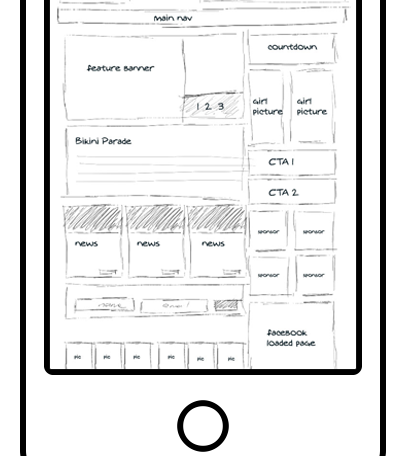 main nav
feature Banner
1 2 3
countdown
girl
picture
girl
picture
Bikini Parade
CTA 1
CTA 2
news
news
news
sponsor
sponsor
sponsor
sponsor
name
email
pic
pic
pic
pic
pic
pic
facebook
loaded page